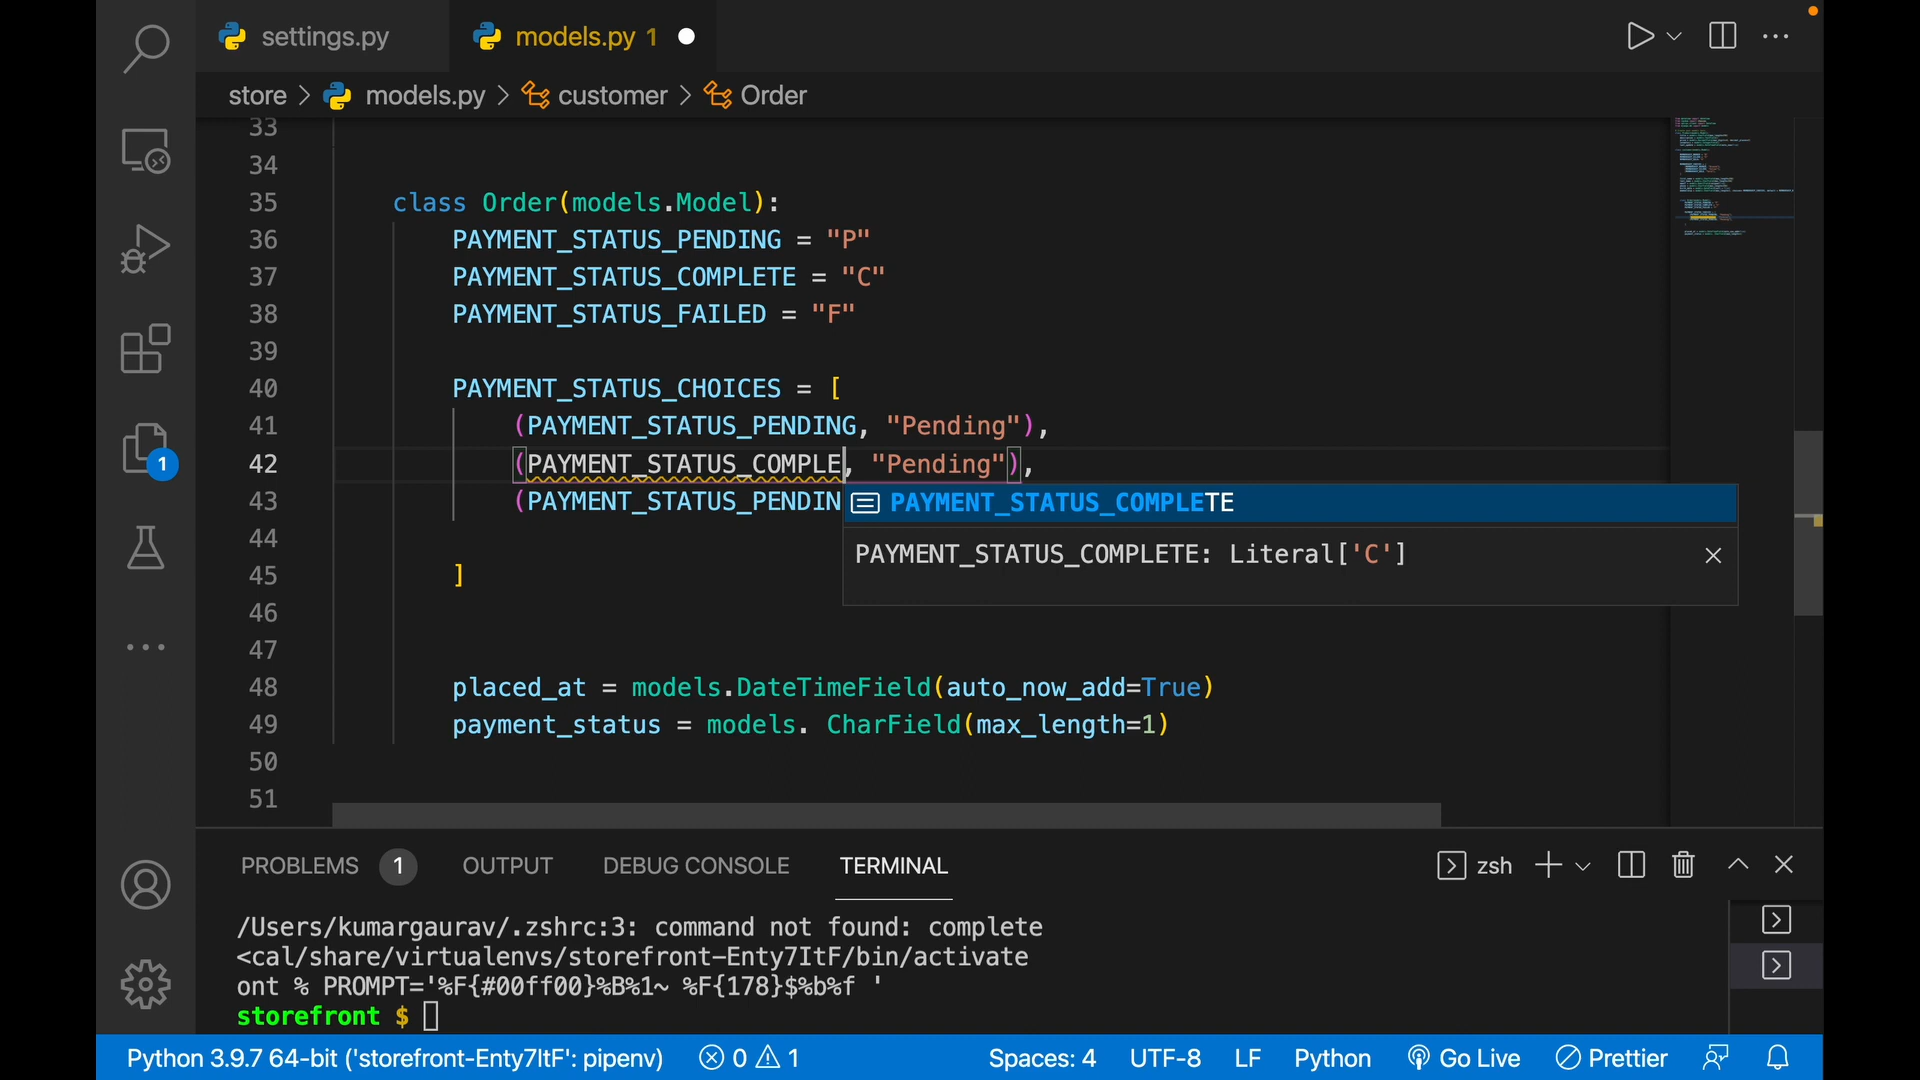 settings.py
models.py 1
store > models.py > customer > Order
33
34
35 class Order(models.Model):
36 PAYMENT_STATUS_PENDING = "P"
37 PAYMENT_STATUS_COMPLETE = "C"
38 PAYMENT_STATUS_FAILED = "F"
39
40 PAYMENT_STATUS_CHOICES = [
41 (PAYMENT_STATUS_PENDING, "Pending"),
42 (PAYMENT_STATUS_COMPLE, "Pending"),
43 (PAYMENT_STATUS_PENDIN
PAYMENT_STATUS_COMPLETE
44
PAYMENT_STATUS_COMPLETE: Literal['C']
45 ]
46
47
48 placed_at = models.DateTimeField(auto_now_add=True)
49 payment_status = models. CharField(max_length=1)
50
51
1
PROBLEMS 1 OUTPUT DEBUG CONSOLE TERMINAL zsh
/Users/kumargaurav/.zshrc:3: command not found: complete
<cal/share/virtualenvs/storefront-Enty7ItF/bin/activate
ont % PROMPT='%F{#00ff00}%B%1~ %F{178}$%b%f '
storefront $
Python 3.9.7 64-bit ('storefront-Enty7ItF': pipenv) 0 1 Spaces: 4 UTF-8 LF Python Go Live Prettier